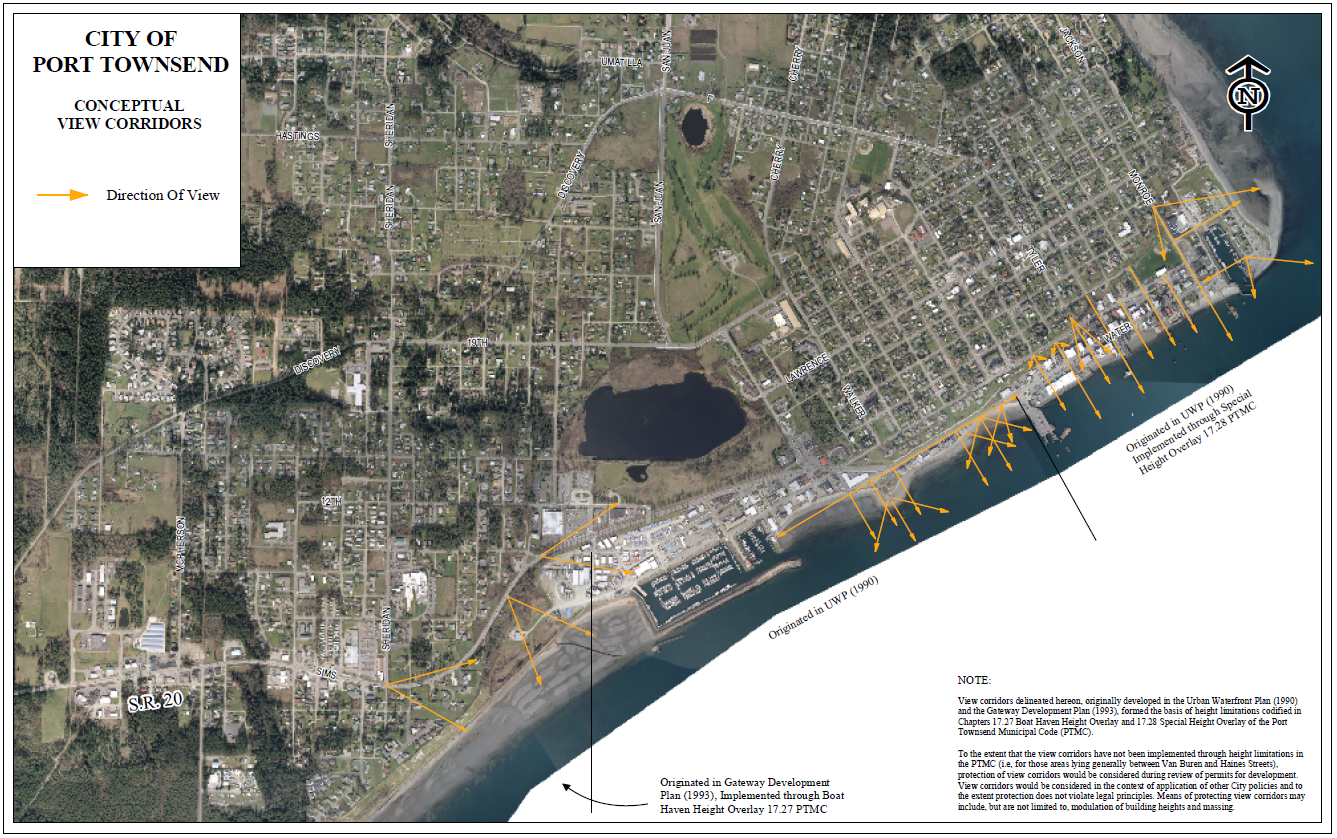 CITY OF
PORT TOWNSEND
CONCEPTUAL
VIEW CORRIDORS
Direction Of View
UMATILLA
SAN JUAN
CHERRY
JACKSON
N
F
HASTINGS
SHERIDAN
DISCOVERY
CHERRY
SHERIDAN
SAN JUAN
MONROE
TYLER
WATER
19TH
DISCOVERY
LAWRENCE
WALKER
12TH
MCPHERSON
SHERIDAN
SIMS
S.R. 20
Originated in UWP (1990)
Implemented through Special
Height Overlay 17.28 PTMC
Originated in UWP (1990)
Originated in Gateway Development
Plan (1993), Implemented through Boat
Haven Height Overlay 17.27 PTMC
NOTE:
View corridors delineated hereon, originally developed in the Urban Waterfront Plan (1990)
and the Gateway Development Plan (1993), formed the basis of height limitations codified in
Chapters 17.27 Boat Haven Height Overlay and 17.28 Special Height Overlay of the Port
Townsend Municipal Code (PTMC).
To the extent that the view corridors have not been implemented through height limitations in
the PTMC (i.e, for those areas lying generally between Van Buren and Haines Streets),
protection of view corridors would be considered during review of permits for development.
View corridors would be considered in the context of application of other City policies and to
the extent protection does not violate legal principles. Means of protecting view corridors may
include, but are not limited to, modulation of building heights and massing.